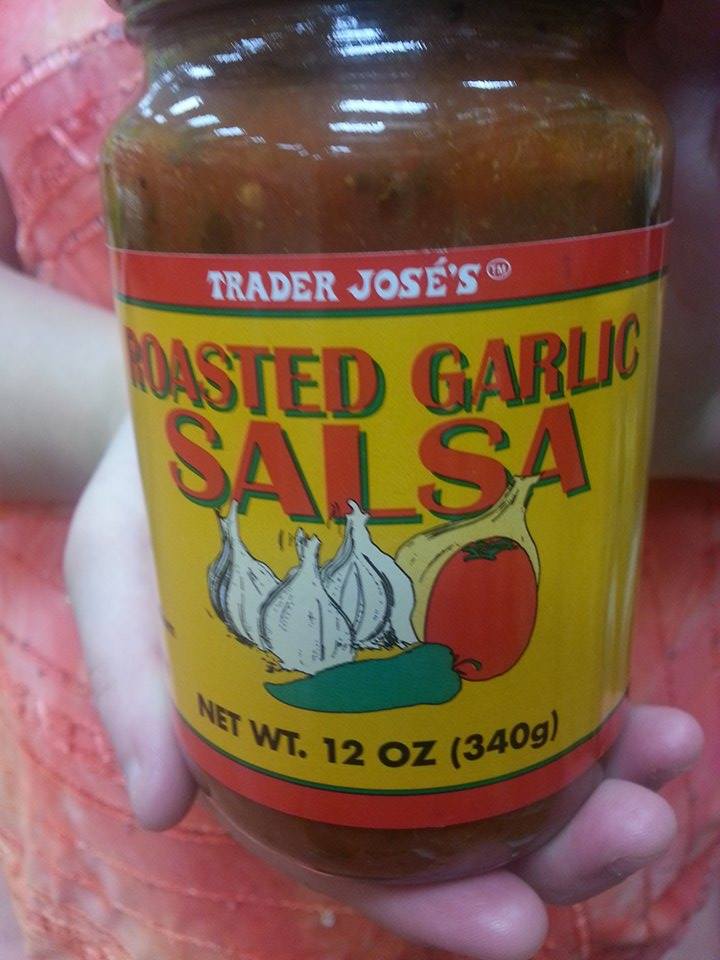 TRADER JOSÉ'S™
ROASTED GARLIC
SALSA
NET WT. 12 OZ (340g)